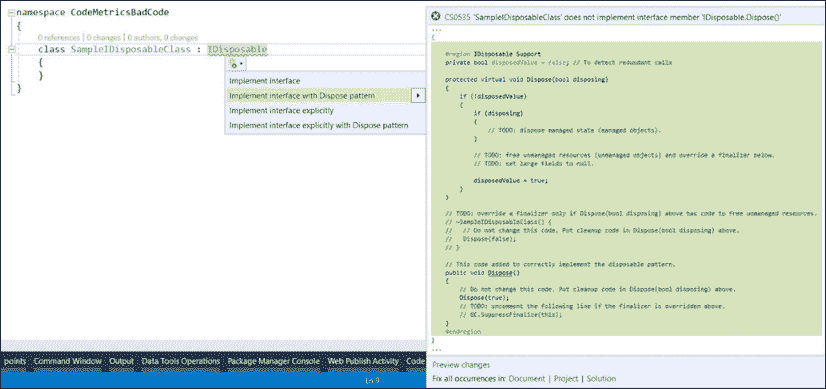 namespace CodeMetricsBadCode
{
0 references | 0 changes | 0 authors, 0 changes
class SampleIDisposableClass : IDisposable
{
}
}
Implement interface
Implement interface with Dispose pattern
Implement interface explicitly
Implement interface explicitly with Dispose pattern
CS0535 'SampleIDisposableClass' does not implement interface member 'IDisposable.Dispose()'
...
{
#region IDisposable Support
private bool disposedValue = false; // To detect redundant calls
protected virtual void Dispose(bool disposing)
{
if (!disposedValue)
{
if (disposing)
{
// TODO: dispose managed state (managed objects).
}
// TODO: free unmanaged resources (unmanaged objects) and override a finalizer below.
// TODO: set large fields to null.
disposedValue = true;
}
}
// TODO: override a finalizer only if Dispose(bool disposing) above has code to free unmanaged resources.
// ~SampleIDisposableClass() {
//   // Do not change this code. Put cleanup code in Dispose(bool disposing) above.
//   Dispose(false);
// }
// This code added to correctly implement the disposable pattern.
public void Dispose()
{
// Do not change this code. Put cleanup code in Dispose(bool disposing) above.
Dispose(true);
// TODO: uncomment the following line if the finalizer is overridden above.
// GC.SuppressFinalize(this);
}
#endregion
}
...
Preview changes
Fix all occurrences in: Document | Project | Solution
points Command Window Output Data Tools Operations Package Manager Console Web Publish Activity Code
Ln 9